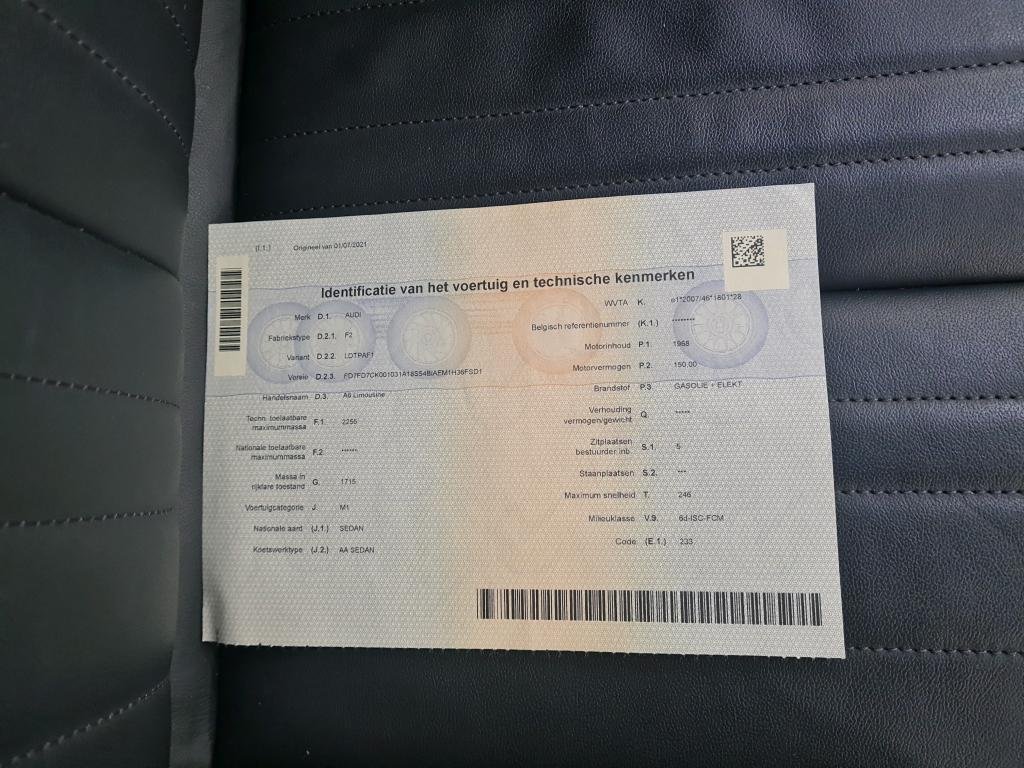 (I.1.) Origineel van 01/07/2021
Identificatie van het voertuig en technische kenmerken
Merk D.1. AUDI
Fabriekstype D.2.1. F2
Variant D.2.2. LDTPAF1
Versie D.2.3. FD7FD7CK001031A18S54BIAEM1H36FSD1
Handelsnaam D.3. A6 Limousine
Techn. toelaatbare
maximummassa F.1. 2255
Nationale toelaatbare
maximummassa F.2. ******
Massa in
rijklare toestand G. 1715
Voertuigcategorie J. M1
Nationale aard (J.1.) SEDAN
Koetswerktype (J.2.) AA SEDAN
WVTA K. e1*2007/46*1801*28
Belgisch referentienummer (K.1.) ********
Motorinhoud P.1. 1968
Motorvermogen P.2. 150.00
Brandstof P.3. GASOLIE + ELEKT
Verhouding
vermogen/gewicht Q. *****
Zitplaatsen
bestuurder inb. S.1. 5
Staanplaatsen S.2. ***
Maximum snelheid T. 246
Milieuklasse V.9. 6d-ISC-FCM
Code (E.1.) 233